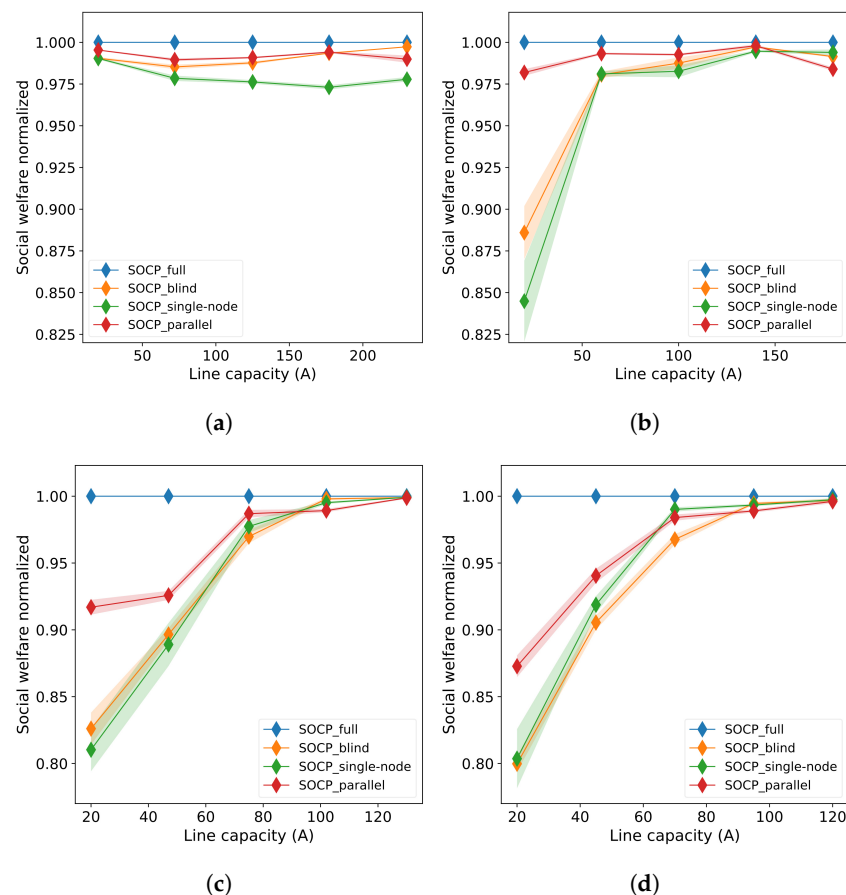 1.000
0.975
0.950
0.925
0.900
0.875
0.850
0.825
Social welfare normalized
SOCP_full
SOCP_blind
SOCP_single-node
SOCP_parallel
50 100 150 200
Line capacity (A)
(a)
1.000
0.975
0.950
0.925
0.900
0.875
0.850
0.825
Social welfare normalized
SOCP_full
SOCP_blind
SOCP_single-node
SOCP_parallel
50 100 150
Line capacity (A)
(b)
1.00
0.95
0.90
0.85
0.80
Social welfare normalized
SOCP_full
SOCP_blind
SOCP_single-node
SOCP_parallel
20 40 60 80 100 120
Line capacity (A)
(c)
1.00
0.95
0.90
0.85
0.80
Social welfare normalized
SOCP_full
SOCP_blind
SOCP_single-node
SOCP_parallel
20 40 60 80 100 120
Line capacity (A)
(d)